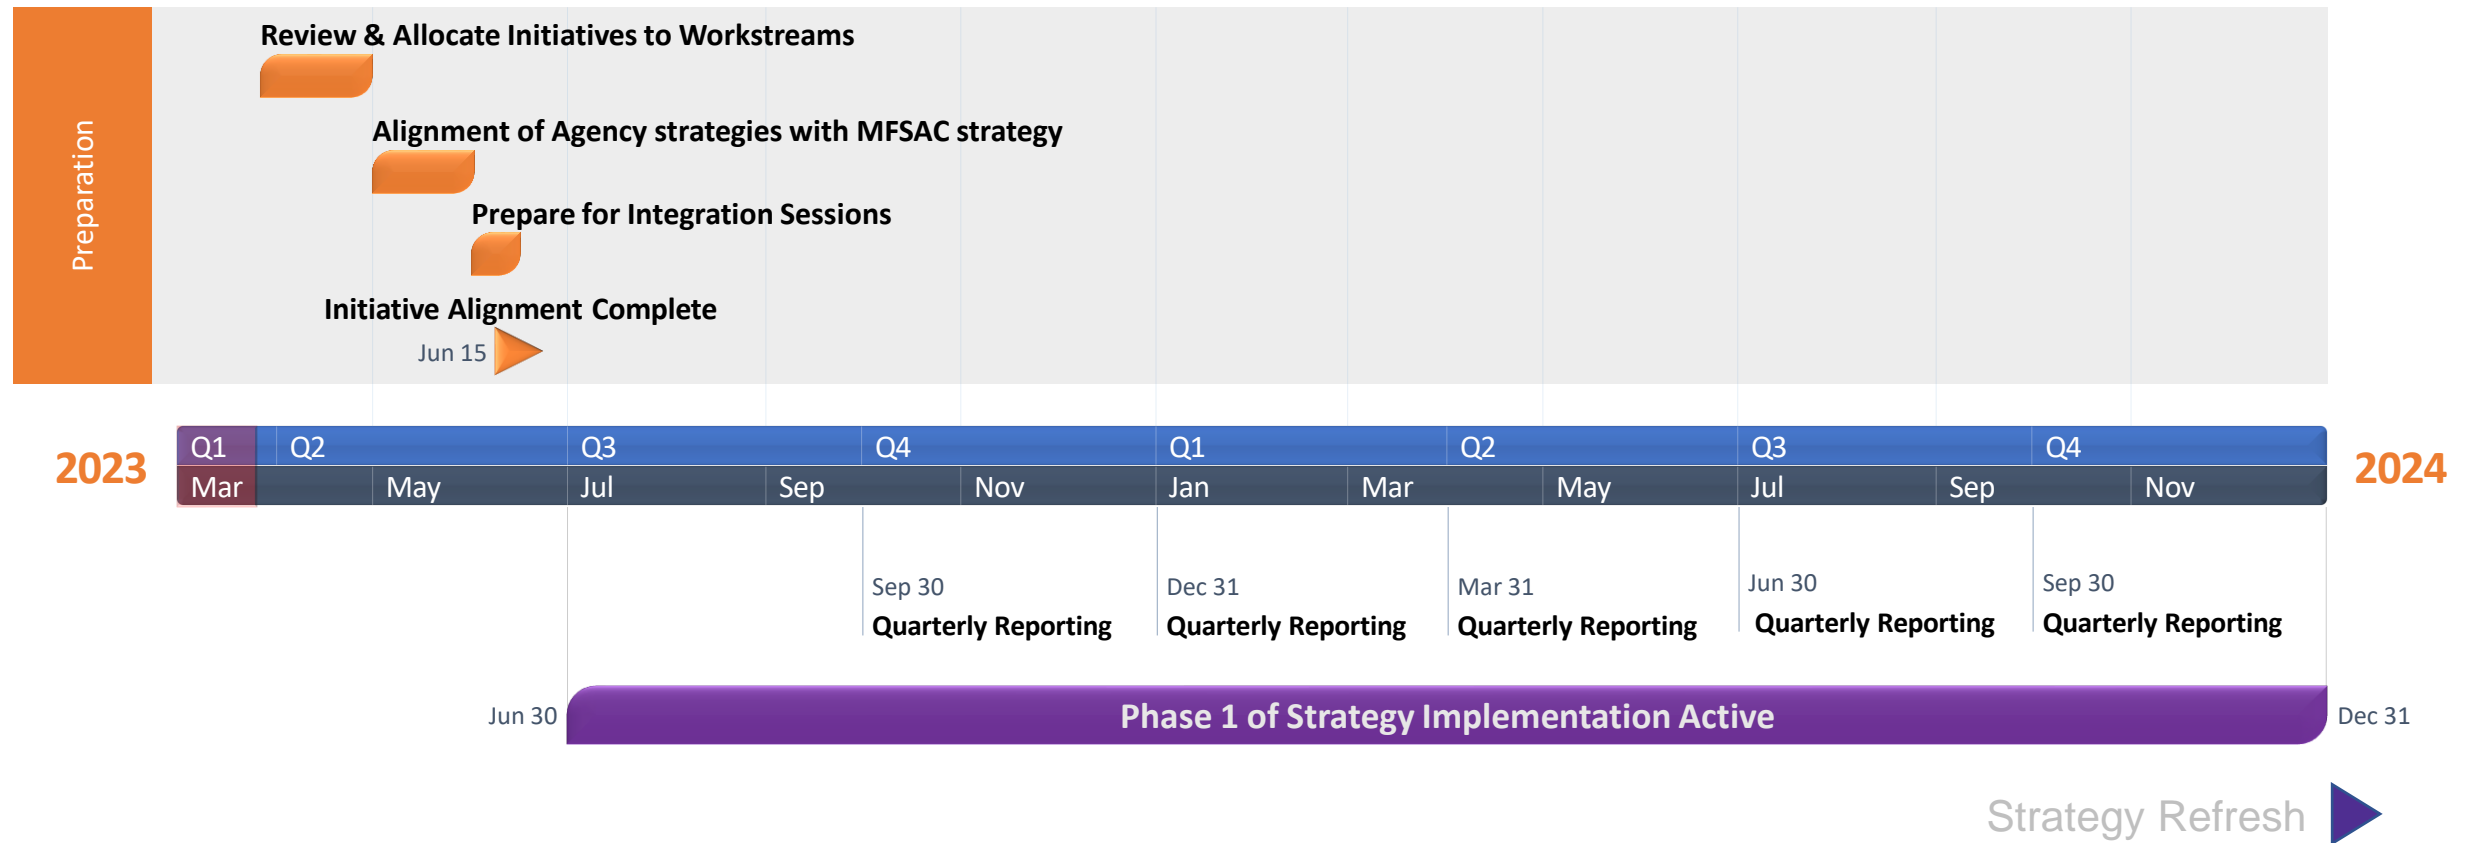 Preparation
Review & Allocate Initiatives to Workstreams
Alignment of Agency strategies with MFSAC strategy
Prepare for Integration Sessions
Initiative Alignment Complete
Jun 15
2023
Q1 Q2 Q3 Q4 Q1 Q2 Q3 Q4
Mar May Jul Sep Nov Jan Mar May Jul Sep Nov
2024
Sep 30 Dec 31 Mar 31 Jun 30 Sep 30
Quarterly Reporting Quarterly Reporting Quarterly Reporting Quarterly Reporting Quarterly Reporting
Jun 30 Phase 1 of Strategy Implementation Active Dec 31
Strategy Refresh